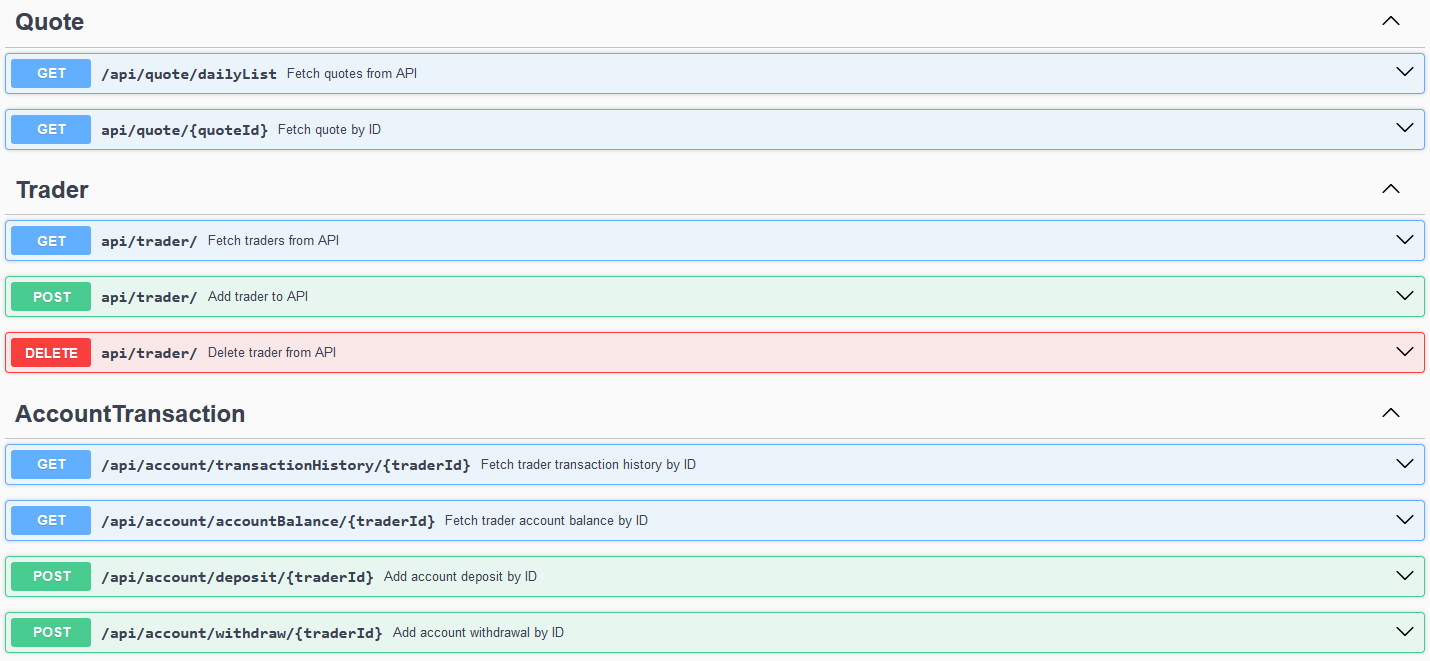 Quote
GET /api/quote/dailyList Fetch quotes from API
GET api/quote/{quoteId} Fetch quote by ID
Trader
GET api/trader/ Fetch traders from API
POST api/trader/ Add trader to API
DELETE api/trader/ Delete trader from API
AccountTransaction
GET /api/account/transactionHistory/{traderId} Fetch trader transaction history by ID
GET /api/account/accountBalance/{traderId} Fetch trader account balance by ID
POST /api/account/deposit/{traderId} Add account deposit by ID
POST /api/account/withdraw/{traderId} Add account withdrawal by ID